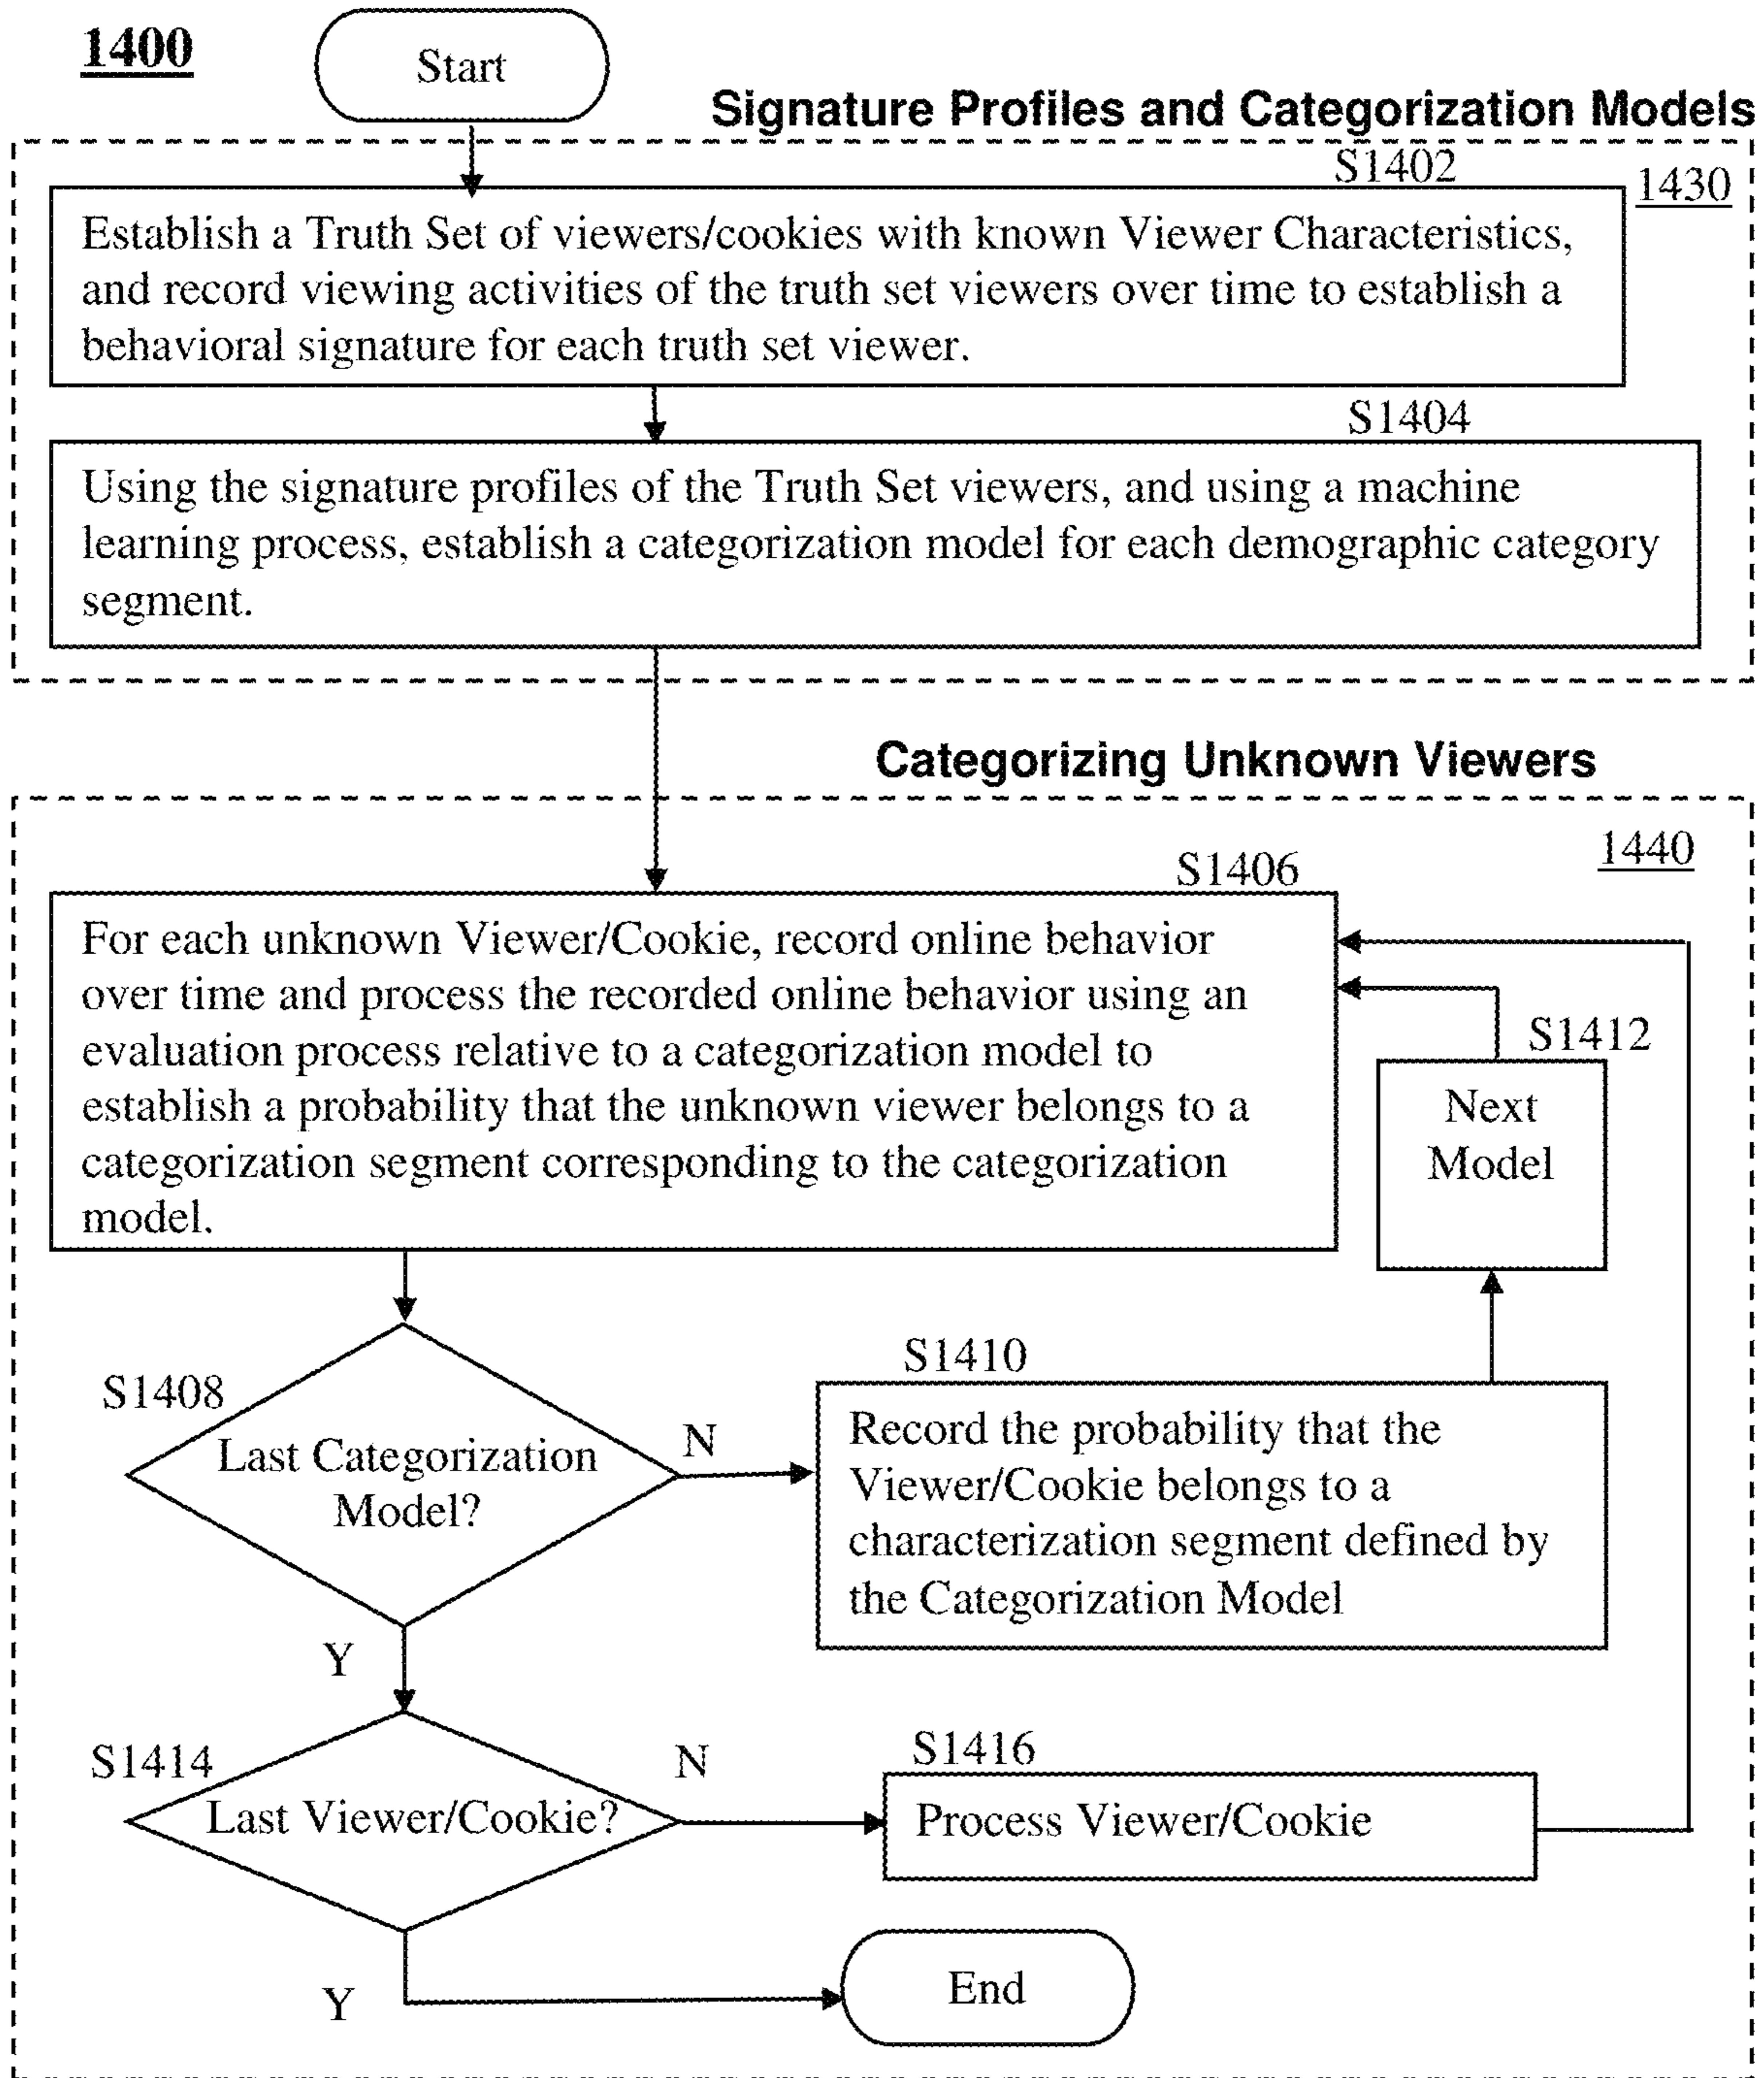 1400
Start
Signature Profiles and Categorization Models
S1402
1430
Establish a Truth Set of viewers/cookies with known Viewer Characteristics,
and record viewing activities of the truth set viewers over time to establish a
behavioral signature for each truth set viewer.
S1404
Using the signature profiles of the Truth Set viewers, and using a machine
learning process, establish a categorization model for each demographic category
segment.
Categorizing Unknown Viewers
1440
S1406
For each unknown Viewer/Cookie, record online behavior
over time and process the recorded online behavior using an
evaluation process relative to a categorization model to
establish a probability that the unknown viewer belongs to a
categorization segment corresponding to the categorization
model.
S1412
Next
Model
S1408
Last Categorization
Model?
N
Y
S1410
Record the probability that the
Viewer/Cookie belongs to a
characterization segment defined by
the Categorization Model
S1414
Last Viewer/Cookie?
N
Y
S1416
Process Viewer/Cookie
End